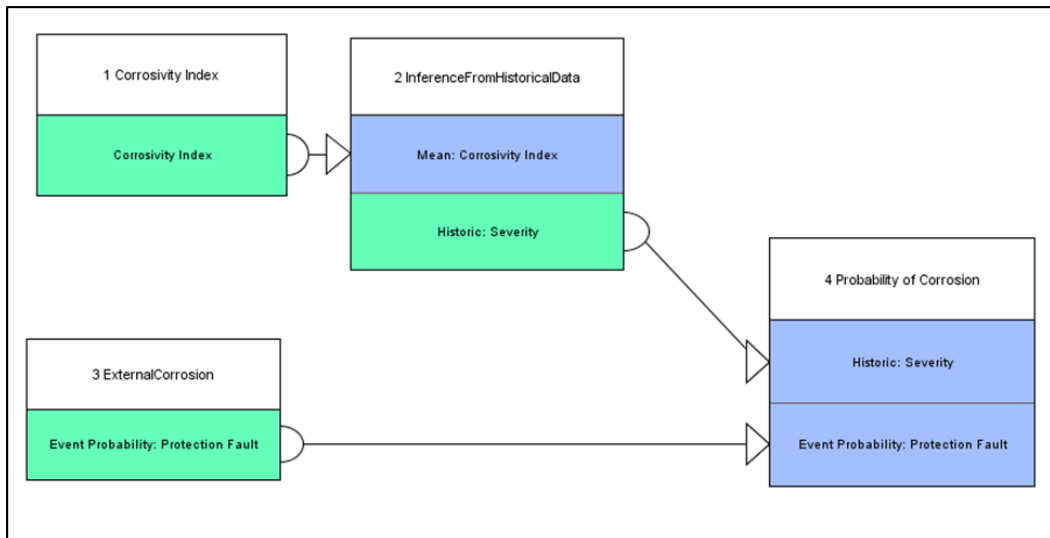 1 Corrosivity Index
Corrosivity Index
2 InferenceFromHistoricalData
Mean: Corrosivity Index
Historic: Severity
3 ExternalCorrosion
Event Probability: Protection Fault
4 Probability of Corrosion
Historic: Severity
Event Probability: Protection Fault